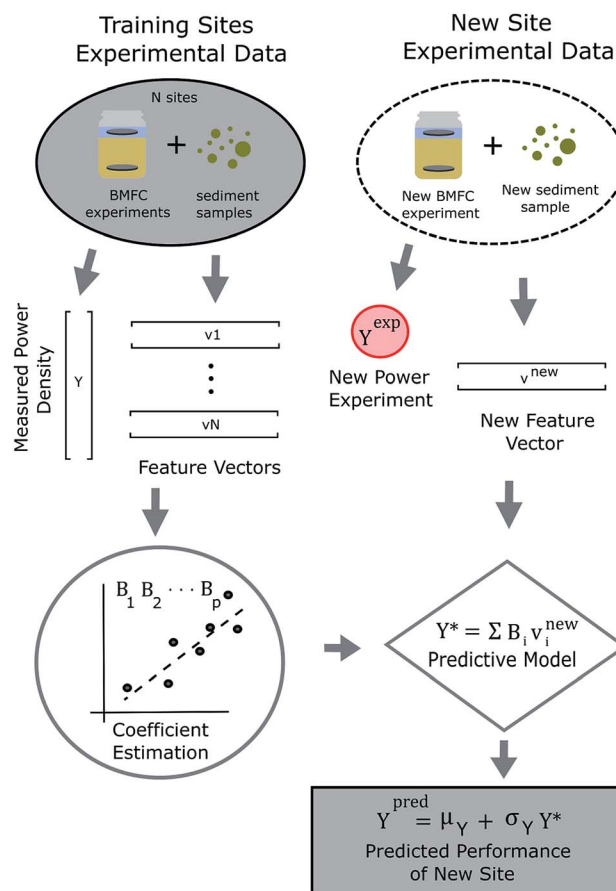 Training Sites
Experimental Data
N sites
+
BMFC
experiments
sediment
samples
Measured Power
Density
Y
v1
vN
Feature Vectors
B₁ B₂ ··· Bₚ
Coefficient
Estimation
New Site
Experimental Data
+
New BMFC
experiment
New sediment
sample
Y^exp
New Power
Experiment
v^new
New Feature
Vector
Y* = Σ Bᵢ vᵢ^new
Predictive Model
Y^pred = μ_Y + σ_Y Y*
Predicted Performance
of New Site